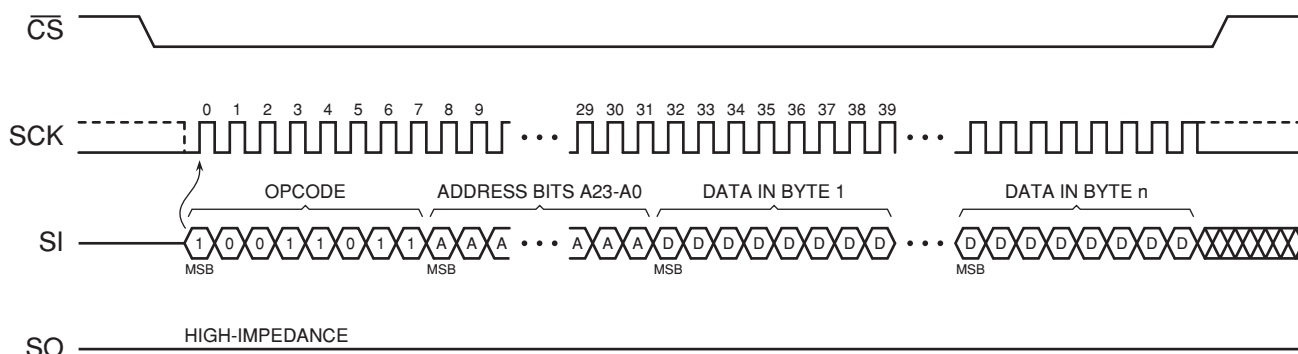 CS
0 1 2 3 4 5 6 7 8 9 29 30 31 32 33 34 35 36 37 38 39
SCK
OPCODE ADDRESS BITS A23-A0 DATA IN BYTE 1 DATA IN BYTE n
SI 1 0 0 1 1 0 1 1 A A A A A A D D D D D D D D D D D D D D D D
MSB MSB MSB MSB
HIGH-IMPEDANCE
SO